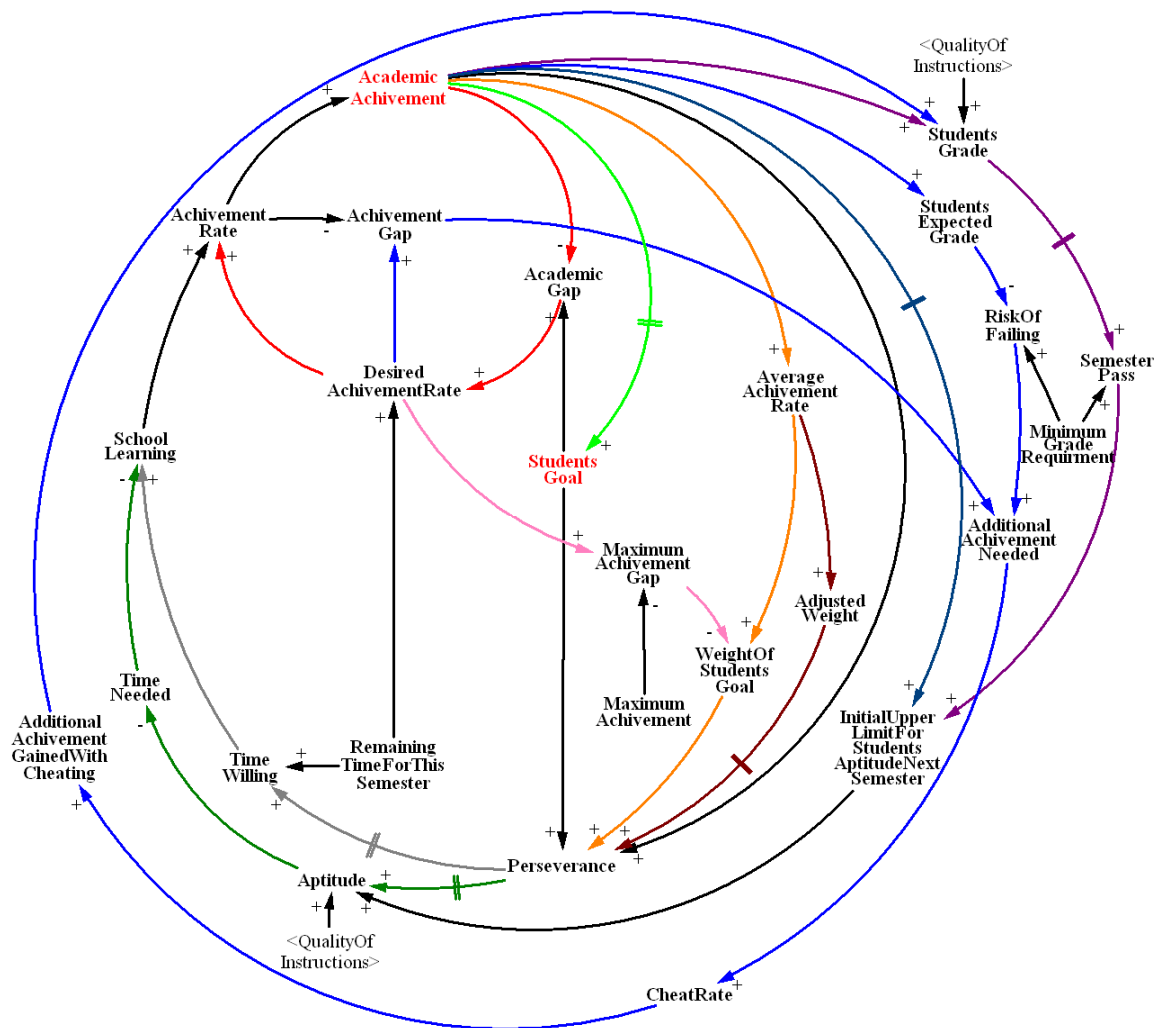 <QualityOf
Instructions>
Academic
Achivement
Students
Grade
Achivement
Rate
Achivement
Gap
Students
Expected
Grade
Academic
Gap
RiskOf
Failing
Semester
Pass
Desired
AchivementRate
Average
Achivement
Rate
Minimum
Grade
Requirment
School
Learning
Students
Goal
Additional
Achivement
Needed
Maximum
Achivement
Gap
Adjusted
Weight
WeightOf
Students
Goal
Time
Needed
Maximum
Achivement
InitialUpper
LimitFor
Students
AptitudeNext
Semester
Additional
Achivement
GainedWith
Cheating
Time
Willing
Remaining
TimeForThis
Semester
Perseverance
Aptitude
<QualityOf
Instructions>
CheatRate